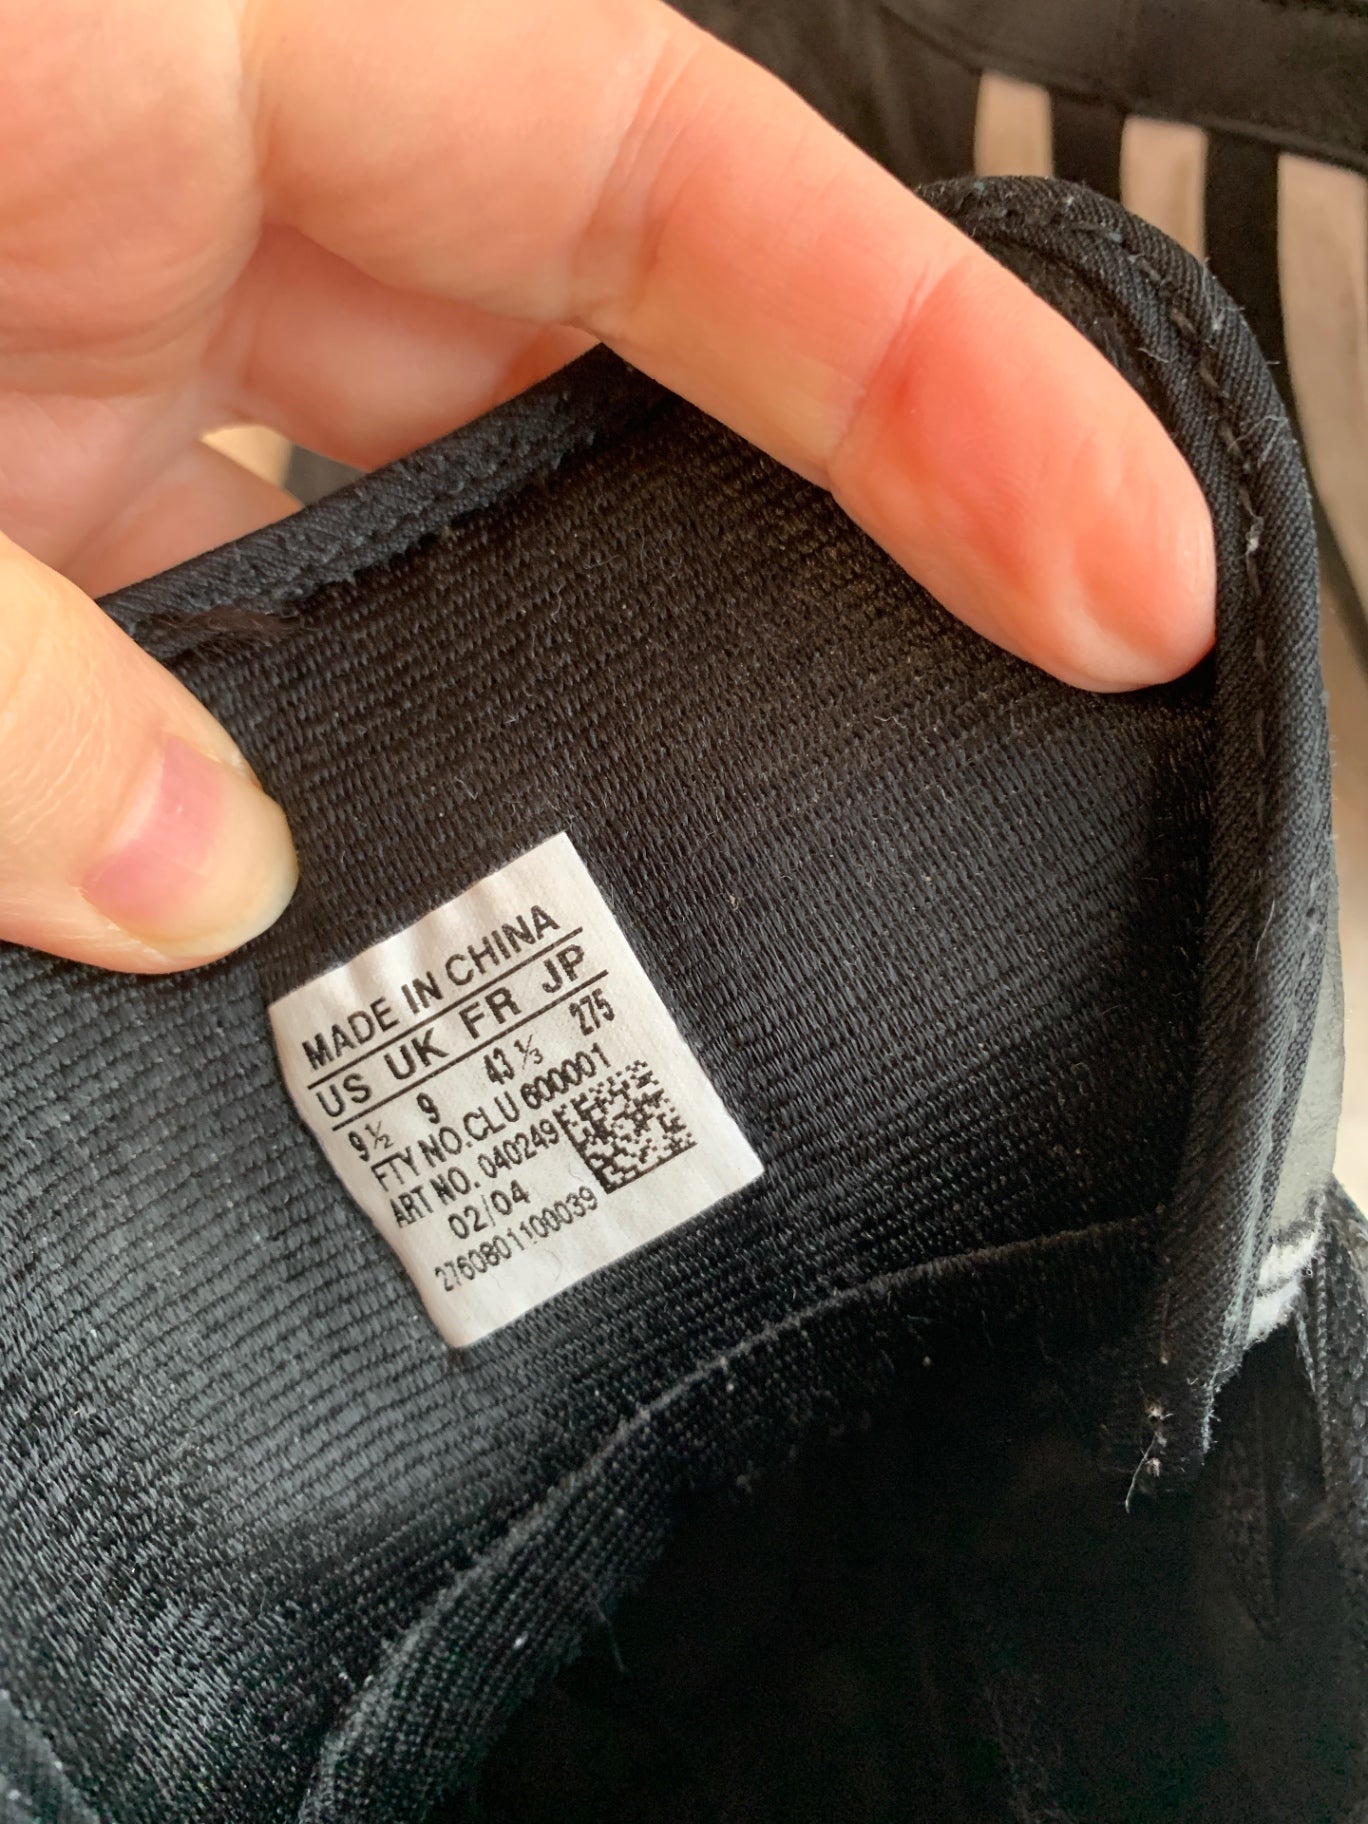 MADE IN CHINA
US UK FR JP
9½ 9 43⅓ 275
FTY NO. CLU 600001
ART NO. 040249
02/04
2760801100039